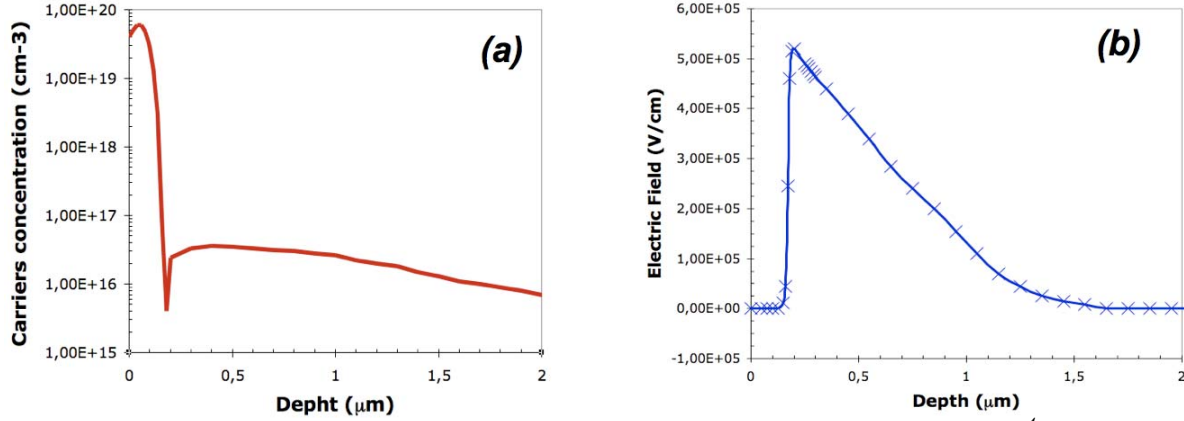 (a)
Carriers concentration (cm-3)
1,00E+20
1,00E+19
1,00E+18
1,00E+17
1,00E+16
1,00E+15
0 0,5 1 1,5 2
Depht (μm)
(b)
Electric Field (V/cm)
6,00E+05
5,00E+05
4,00E+05
3,00E+05
2,00E+05
1,00E+05
0,00E+00
-1,00E+05
0 0,5 1 1,5 2
Depth (μm)